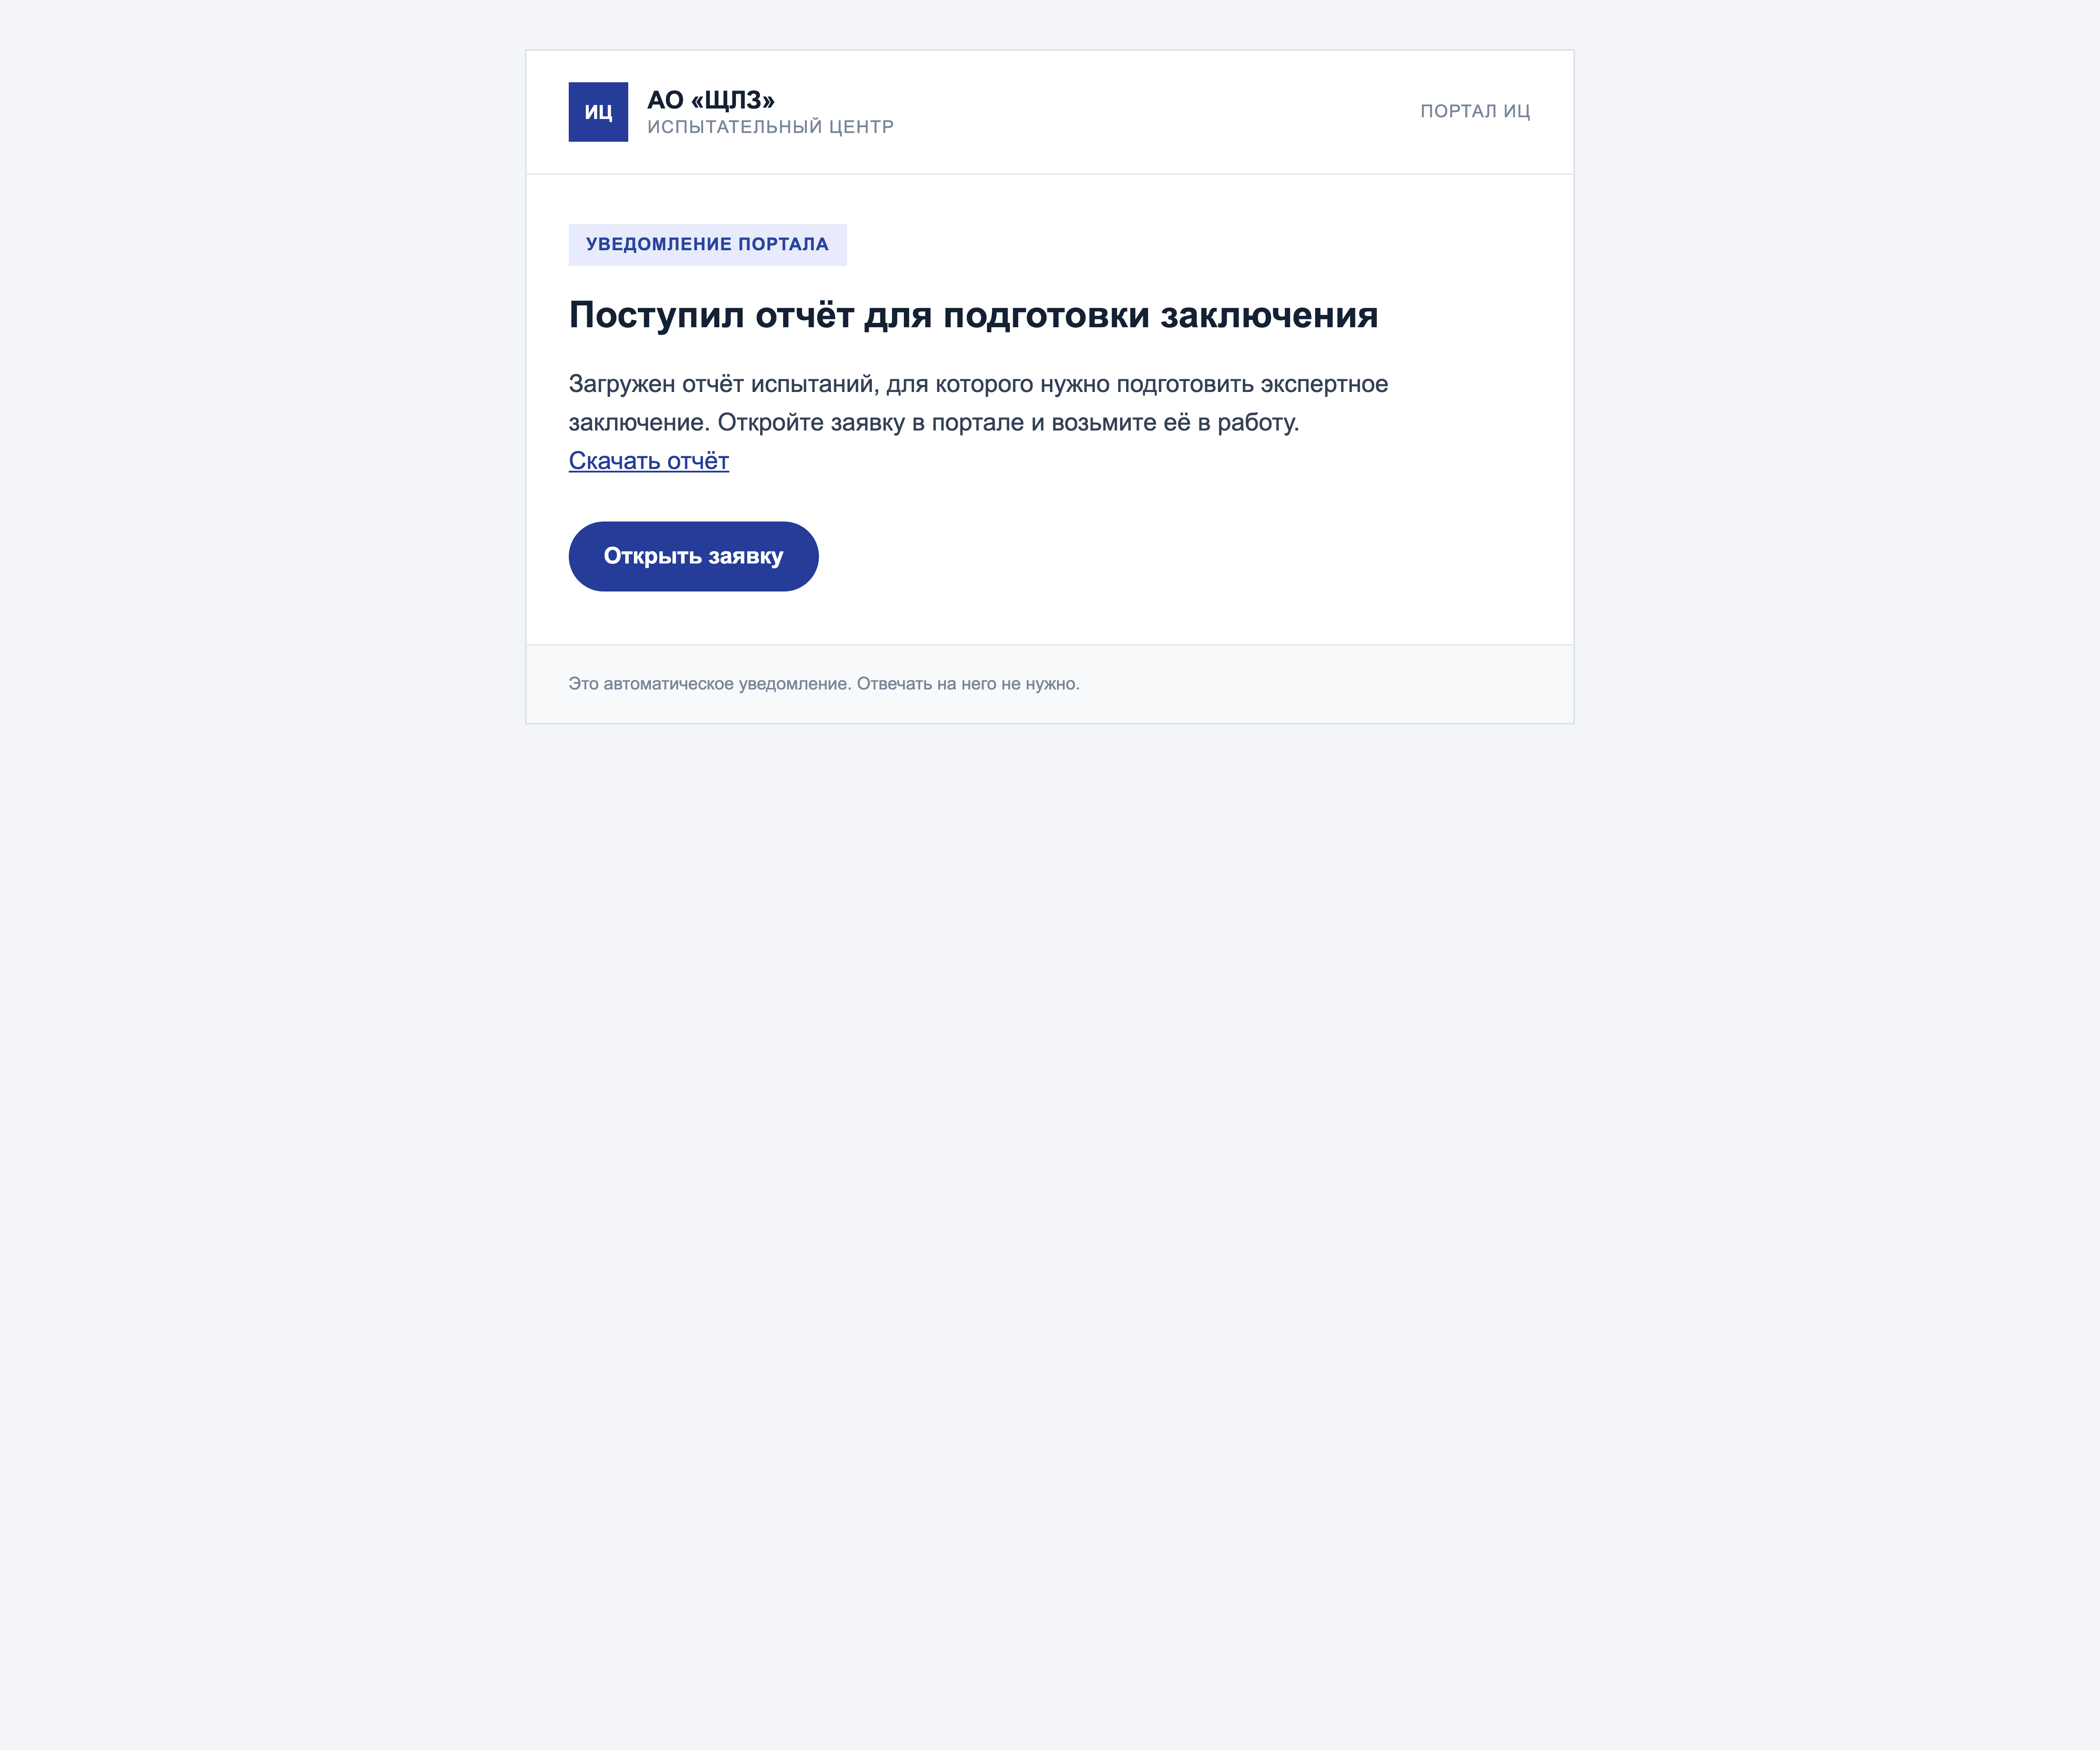 ИЦ
АО «ЩЛЗ»
ИСПЫТАТЕЛЬНЫЙ ЦЕНТР
ПОРТАЛ ИЦ
УВЕДОМЛЕНИЕ ПОРТАЛА
Поступил отчёт для подготовки заключения
Загружен отчёт испытаний, для которого нужно подготовить экспертное
заключение. Откройте заявку в портале и возьмите её в работу.
Скачать отчёт
Открыть заявку
Это автоматическое уведомление. Отвечать на него не нужно.